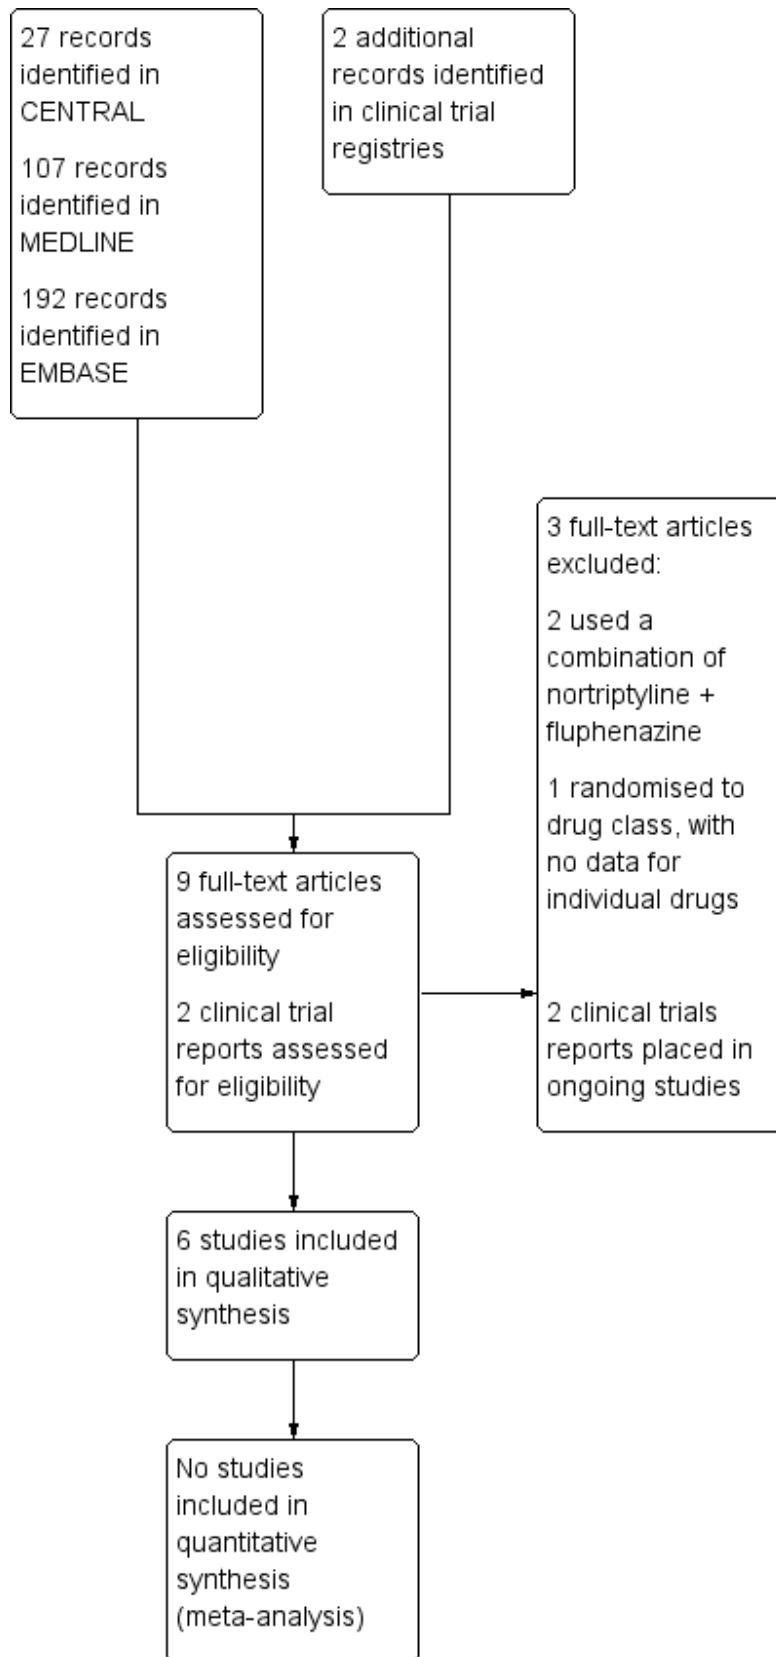 27 records
identified in
CENTRAL
107 records
identified in
MEDLINE
192 records
identified in
EMBASE
2 additional
records identified
in clinical trial
registries
3 full-text articles
excluded:
2 used a
combination of
nortriptyline +
fluphenazine
1 randomised to
drug class, with
no data for
individual drugs
2 clinical trials
reports placed in
ongoing studies
9 full-text articles
assessed for
eligibility
2 clinical trial
reports assessed
for eligibility
6 studies included
in qualitative
synthesis
No studies
included in
quantitative
synthesis
(meta-analysis)